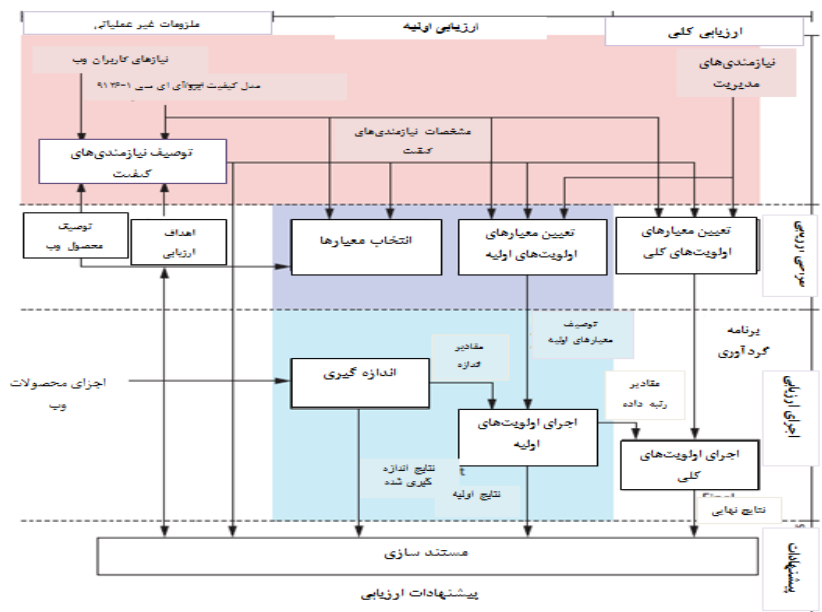 ارزیابی کلی
ارزیابی اولیه
ملزومات غیر عملیاتی
نیازمندی‌های
مدیریت
نیازهای کاربران وب
مدل کیفیت ایزو/آی ای سی ۱-۹۱۲۶
مشخصات نیازمندی‌های
کیفیت
توصیف نیازمندی‌های
کیفیت
توصیف
محصول وب
اهداف
ارزیابی
انتخاب معیارها
تعیین معیارهای
اولویت‌های اولیه
تعیین معیارهای
اولویت‌های کلی
طراحی ارزیابی
توصیف
معیارهای اولیه
برنامه
گردآوری
اجزای محصولات
وب
اندازه گیری
مقادیر
اندازه
اجرای اولویت‌های
اولیه
مقادیر
رتبه داده
اجرای اولویت‌های
کلی
اجرای ارزیابی
نتایج اندازه
گیری شده
نتایج اولیه
نتایج نهایی
مستند سازی
پیشنهادات ارزیابی
پیشنهادات